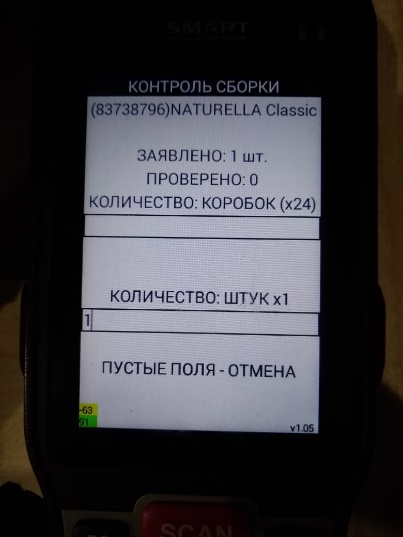 SMART
КОНТРОЛЬ СБОРКИ
(83738796)NATURELLA Classic
ЗАЯВЛЕНО: 1 шт.
ПРОВЕРЕНО: 0
КОЛИЧЕСТВО: КОРОБОК (x24)
КОЛИЧЕСТВО: ШТУК x1
1
ПУСТЫЕ ПОЛЯ - ОТМЕНА
-63
91
v1.05
SCAN